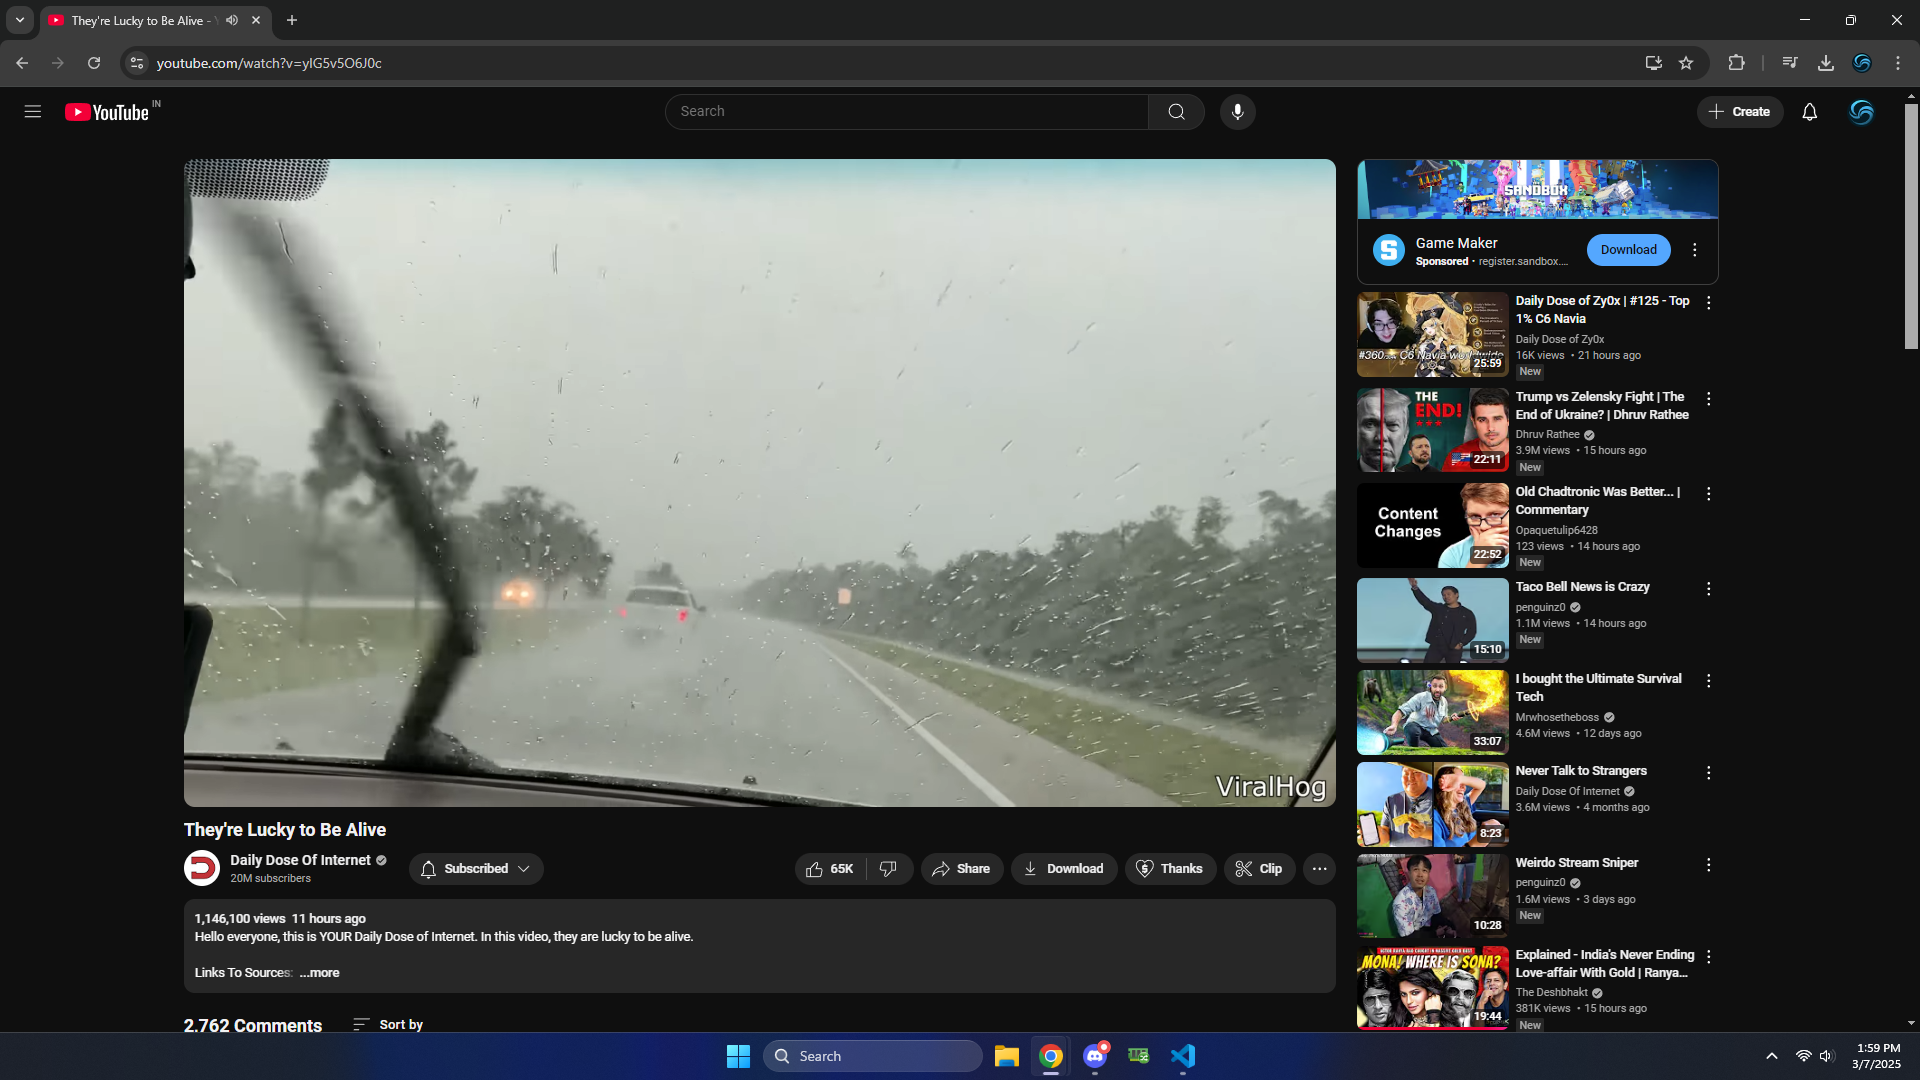 They're Lucky to Be Alive -
youtube.com/watch?v=yIG5v5O6J0c
YouTube IN
Search
Create
ViralHog
They're Lucky to Be Alive
Daily Dose Of Internet
20M subscribers
Subscribed
65K
Share
Download
Thanks
Clip
1,146,100 views 11 hours ago
Hello everyone, this is YOUR Daily Dose of Internet. In this video, they are lucky to be alive.
Links To Sources: ...more
2,762 Comments
Sort by
SANDBOX
Game Maker
Sponsored · register.sandbox....
Download
#360 C6 Navia worldwide
25:59
Daily Dose of Zy0x | #125 - Top
1% C6 Navia
Daily Dose of Zy0x
16K views • 21 hours ago
New
THE
END!
22:11
Trump vs Zelensky Fight | The
End of Ukraine? | Dhruv Rathee
Dhruv Rathee
3.9M views • 15 hours ago
New
Content
Changes
22:52
Old Chadtronic Was Better... |
Commentary
Opaquetulip6428
123 views • 14 hours ago
New
15:10
Taco Bell News is Crazy
penguinz0
1.1M views • 14 hours ago
New
33:07
I bought the Ultimate Survival
Tech
Mrwhosetheboss
4.6M views • 12 days ago
8:23
Never Talk to Strangers
Daily Dose Of Internet
3.6M views • 4 months ago
10:28
Weirdo Stream Sniper
penguinz0
1.6M views • 3 days ago
New
MONA! WHERE IS SONA?
19:44
Explained - India's Never Ending
Love-affair With Gold | Ranya...
The Deshbhakt
381K views • 15 hours ago
New
Search
1:59 PM
3/7/2025